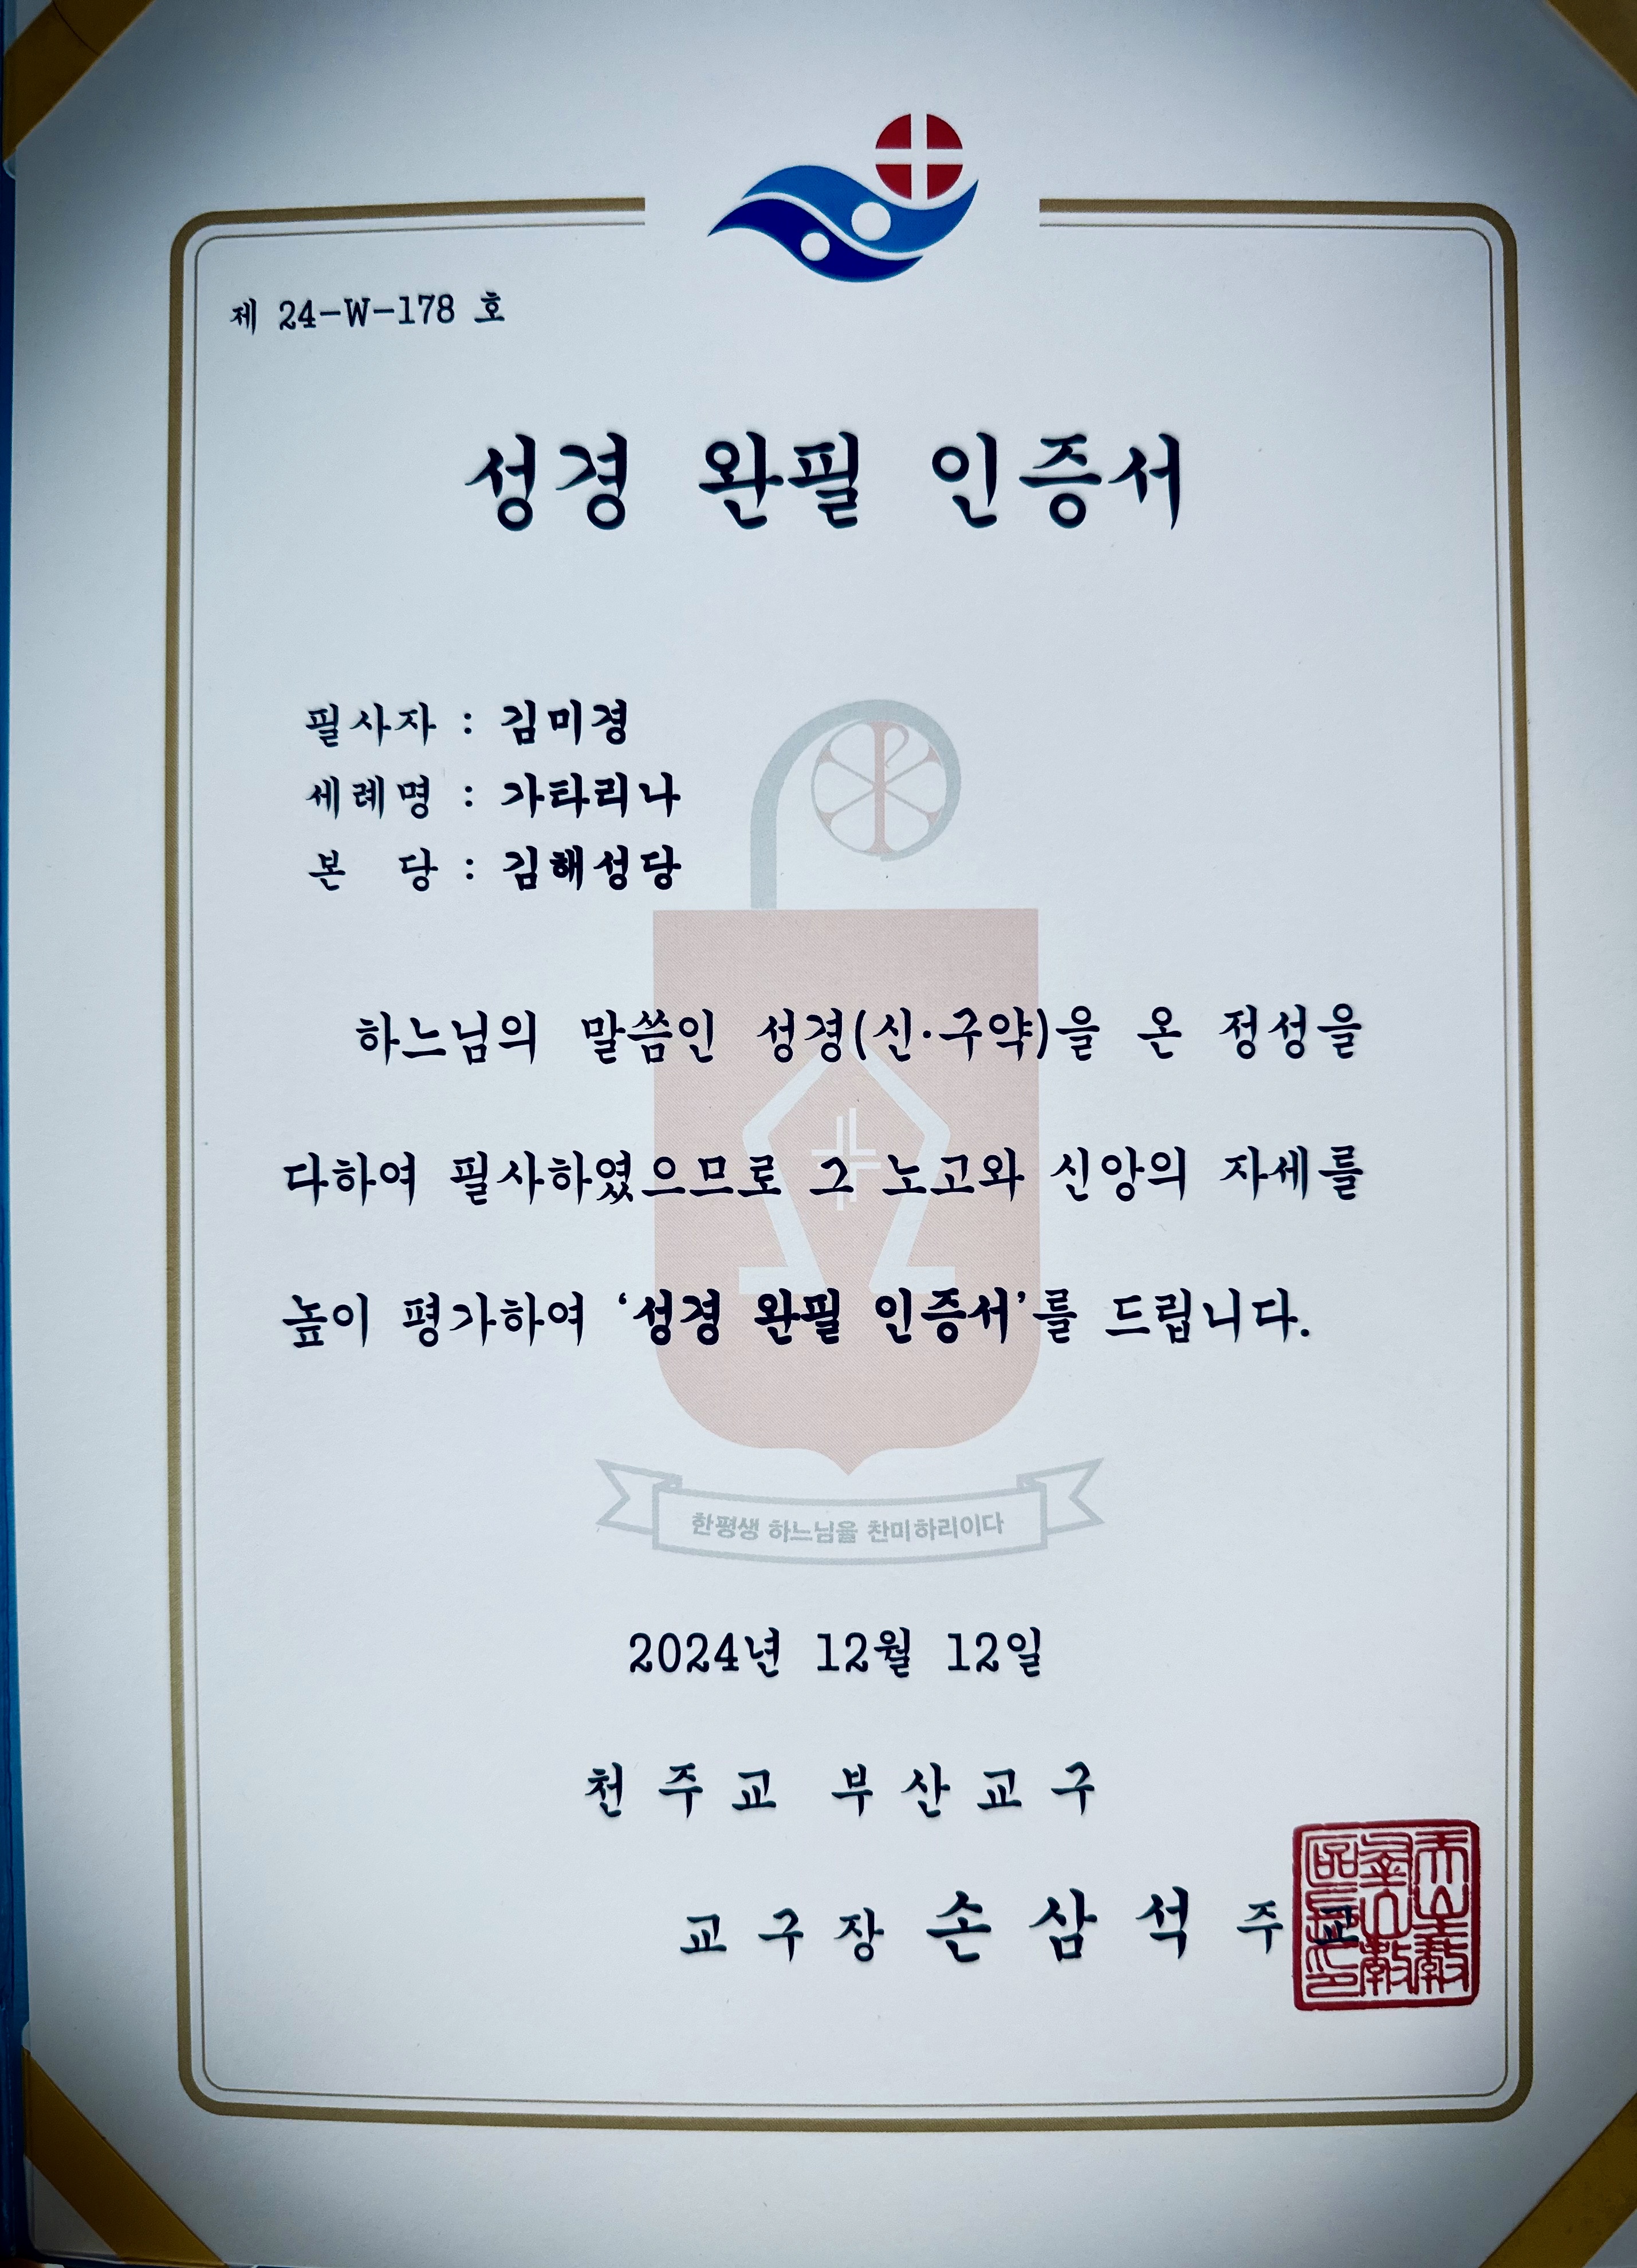 제 24-W-178 호
성경 완필 인증서
필사자 : 김미경
세례명 : 가타리나
본 당 : 김해성당
하느님의 말씀인 성경(신·구약)을 온 정성을
다하여 필사하였으므로 그 노고와 신앙의 자세를
높이 평가하여 ‘성경 완필 인증서’를 드립니다.
한평생 하느님을 찬미하리이다
2024년 12월 12일
천 주 교 부 산 교 구
교 구 장 손 삼 석 주 교